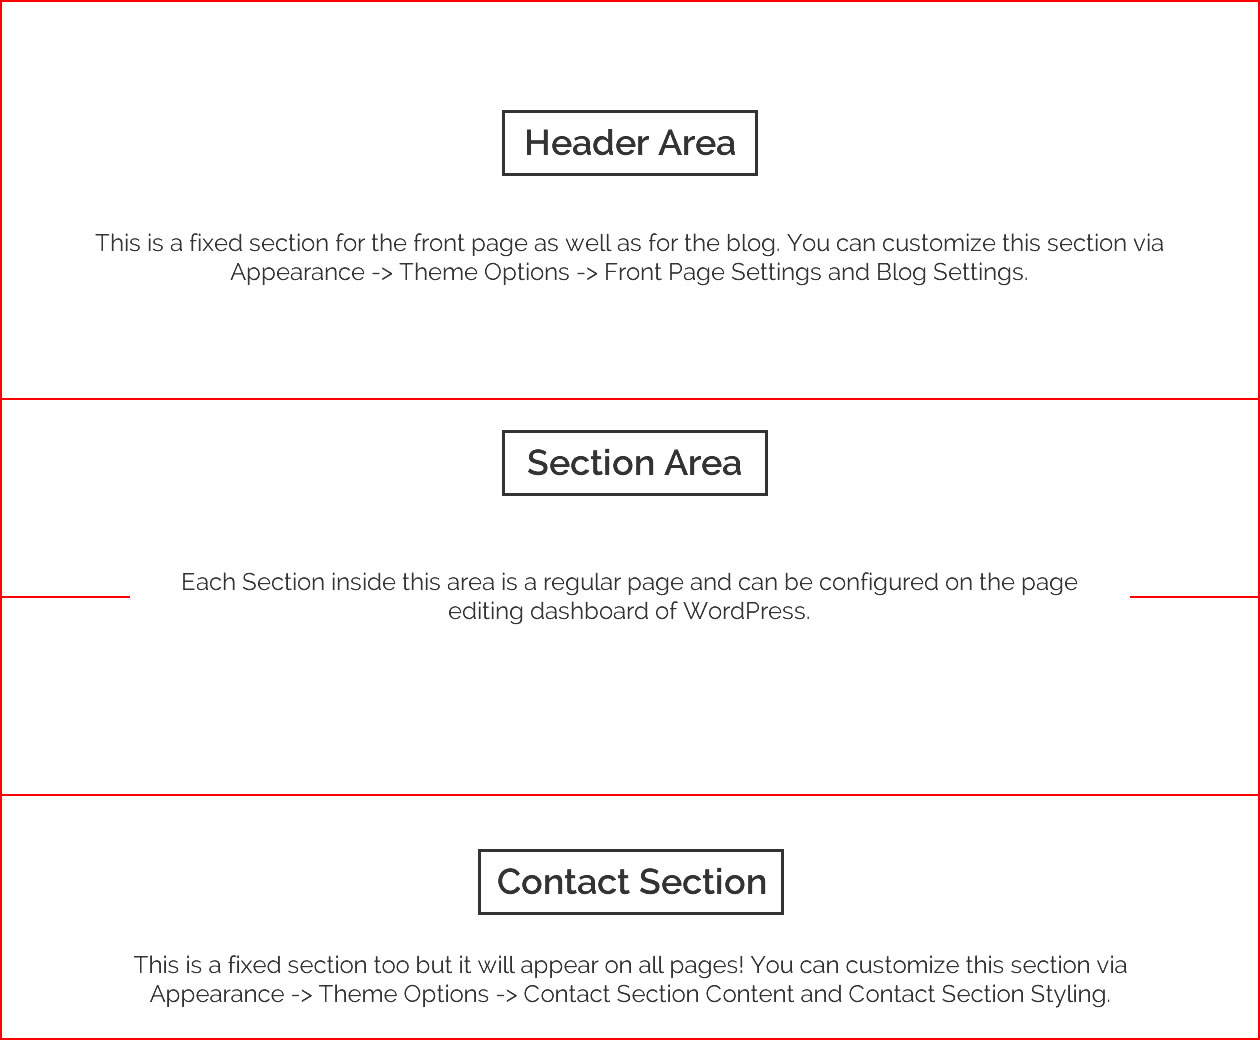 Header Area
This is a fixed section for the front page as well as for the blog. You can customize this section via
Appearance -> Theme Options -> Front Page Settings and Blog Settings.
Section Area
Each Section inside this area is a regular page and can be configured on the page
editing dashboard of WordPress.
Contact Section
This is a fixed section too but it will appear on all pages! You can customize this section via
Appearance -> Theme Options -> Contact Section Content and Contact Section Styling.